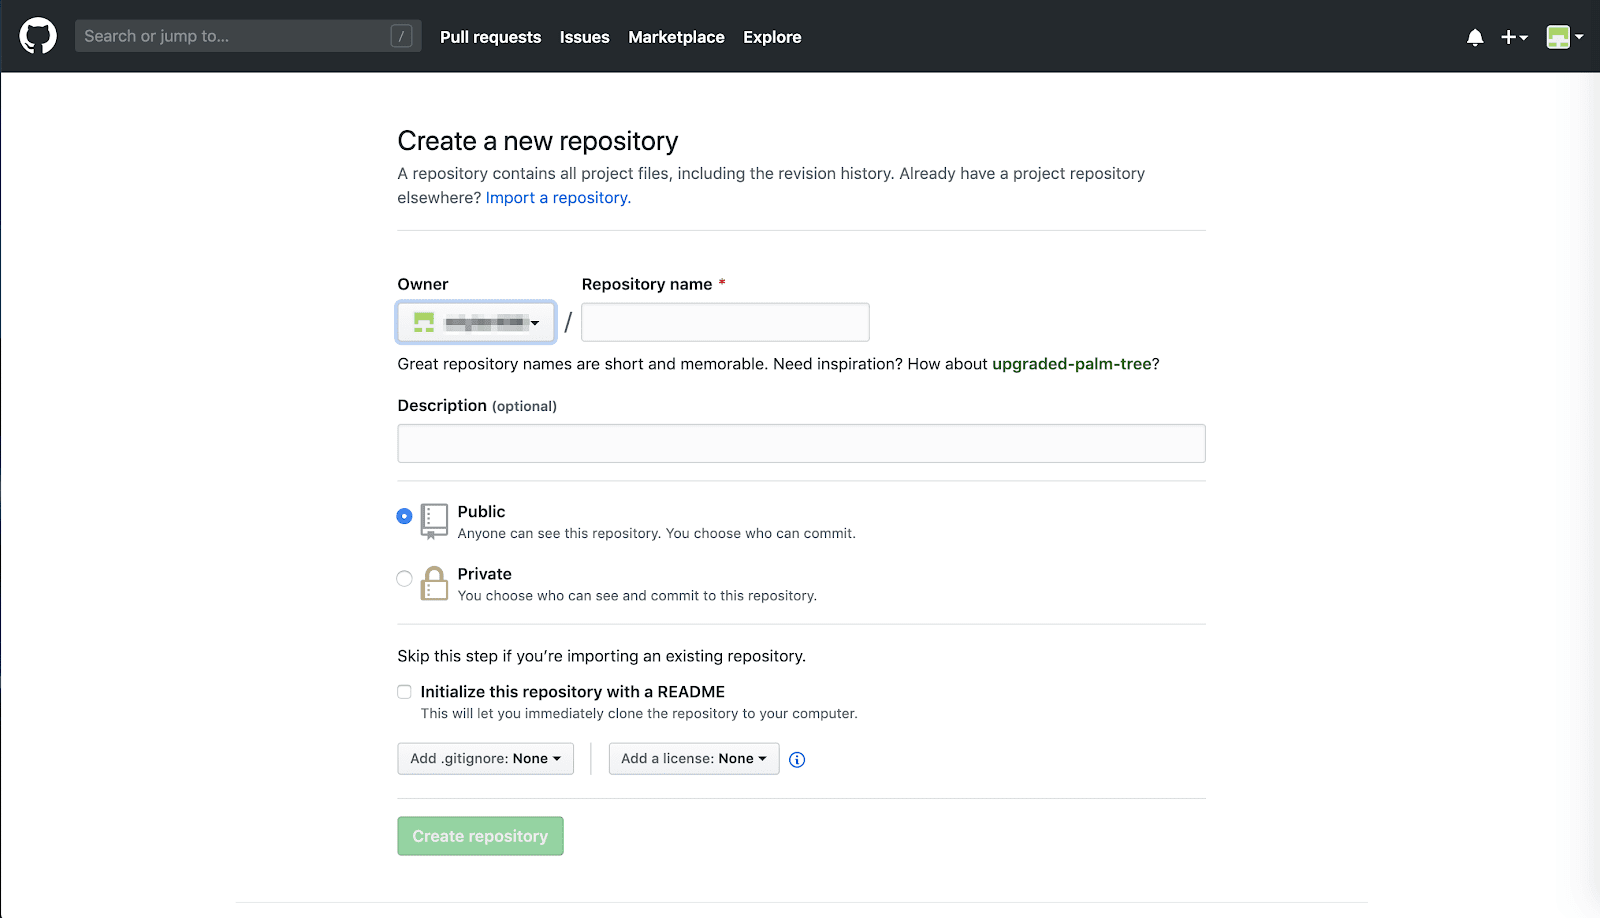 Search or jump to... /
Pull requests Issues Marketplace Explore
Create a new repository
A repository contains all project files, including the revision history. Already have a project repository
elsewhere? Import a repository.
Owner Repository name *
/
Great repository names are short and memorable. Need inspiration? How about upgraded-palm-tree?
Description (optional)
Public
Anyone can see this repository. You choose who can commit.
Private
You choose who can see and commit to this repository.
Skip this step if you’re importing an existing repository.
Initialize this repository with a README
This will let you immediately clone the repository to your computer.
Add .gitignore: None Add a license: None
Create repository